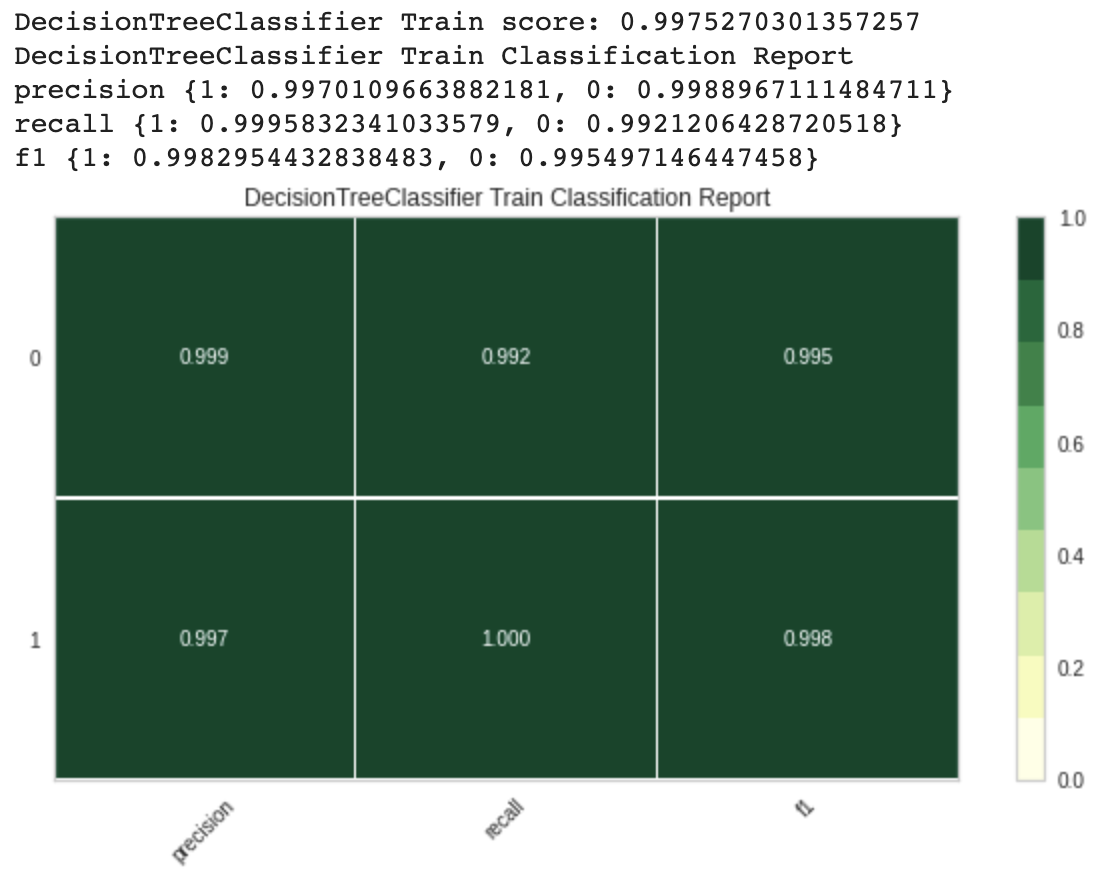 DecisionTreeClassifier Train score: 0.9975270301357257
DecisionTreeClassifier Train Classification Report
precision {1: 0.9970109663882181, 0: 0.9988967111484711}
recall {1: 0.9995832341033579, 0: 0.9921206428720518}
f1 {1: 0.9982954432838483, 0: 0.995497146447458}
DecisionTreeClassifier Train Classification Report
0 0.999 0.992 0.995
1 0.997 1.000 0.998
precision recall f1
1.0
0.8
0.6
0.4
0.2
0.0